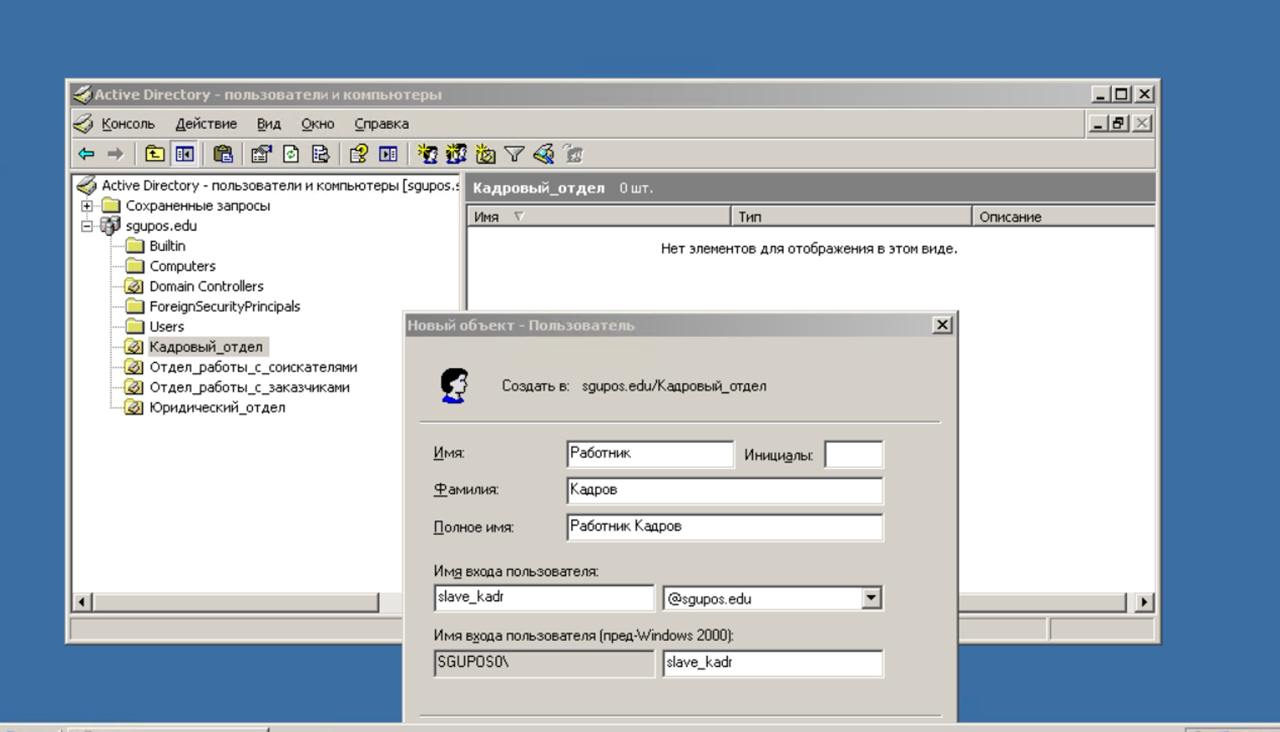 Active Directory - пользователи и компьютеры
Консоль Действие Вид Окно Справка
Active Directory - пользователи и компьютеры [sgupos.
Сохраненные запросы
sgupos.edu
Builtin
Computers
Domain Controllers
ForeignSecurityPrincipals
Users
Кадровый_отдел
Отдел_работы_с_соискателями
Отдел_работы_с_заказчиками
Юридический_отдел
Кадровый_отдел 0 шт.
Имя Тип Описание
Нет элементов для отображения в этом виде.
Новый объект - Пользователь
Создать в: sgupos.edu/Кадровый_отдел
Имя: Работник Инициалы:
Фамилия: Кадров
Полное имя: Работник Кадров
Имя входа пользователя:
slave_kadr @sgupos.edu
Имя входа пользователя (пред-Windows 2000):
SGUPOS0\ slave_kadr